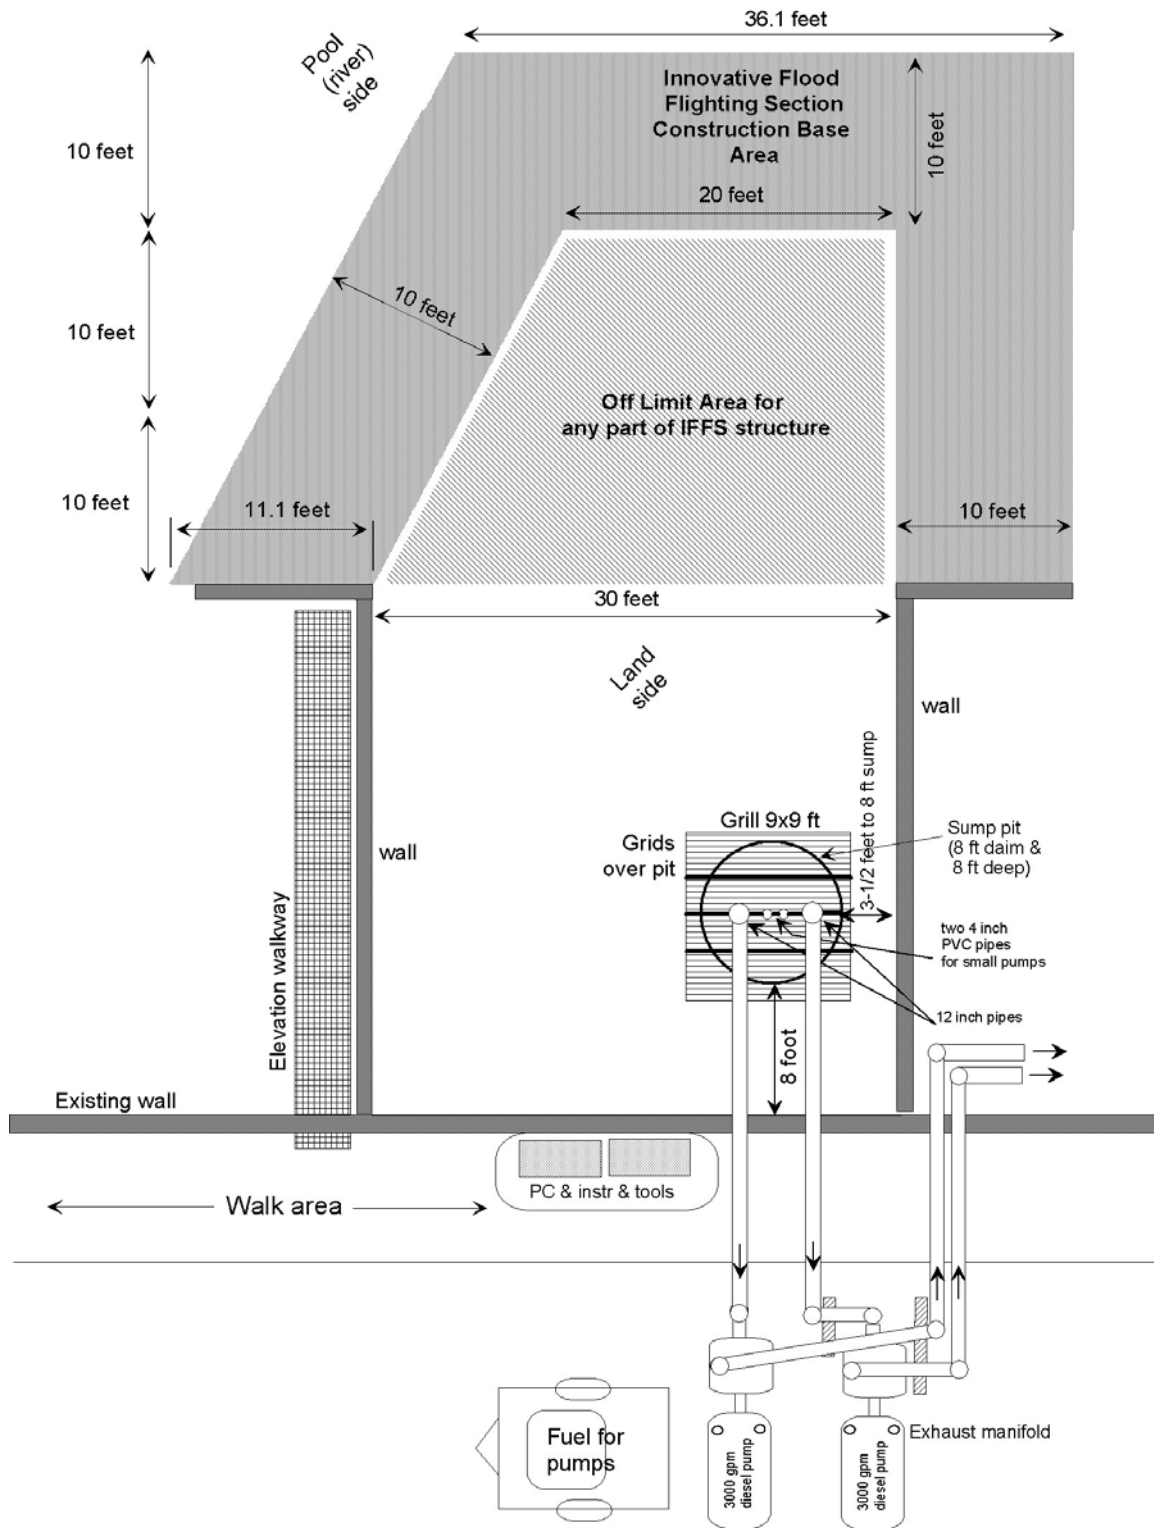 36.1 feet
Pool
(river)
side
Innovative Flood
Flighting Section
Construction Base
Area
10 feet
10 feet
20 feet
10 feet
10 feet
Off Limit Area for
any part of IFFS structure
10 feet
11.1 feet
10 feet
30 feet
Land
side
wall
3-1/2 feet to 8 ft sump
Grill 9x9 ft
Grids
over pit
Sump pit
(8 ft daim &
8 ft deep)
wall
two 4 inch
PVC pipes
for small pumps
12 inch pipes
Elevation walkway
8 foot
Existing wall
PC & instr & tools
Walk area
Fuel for
pumps
3000 gpm
diesel pump
3000 gpm
diesel pump
Exhaust manifold